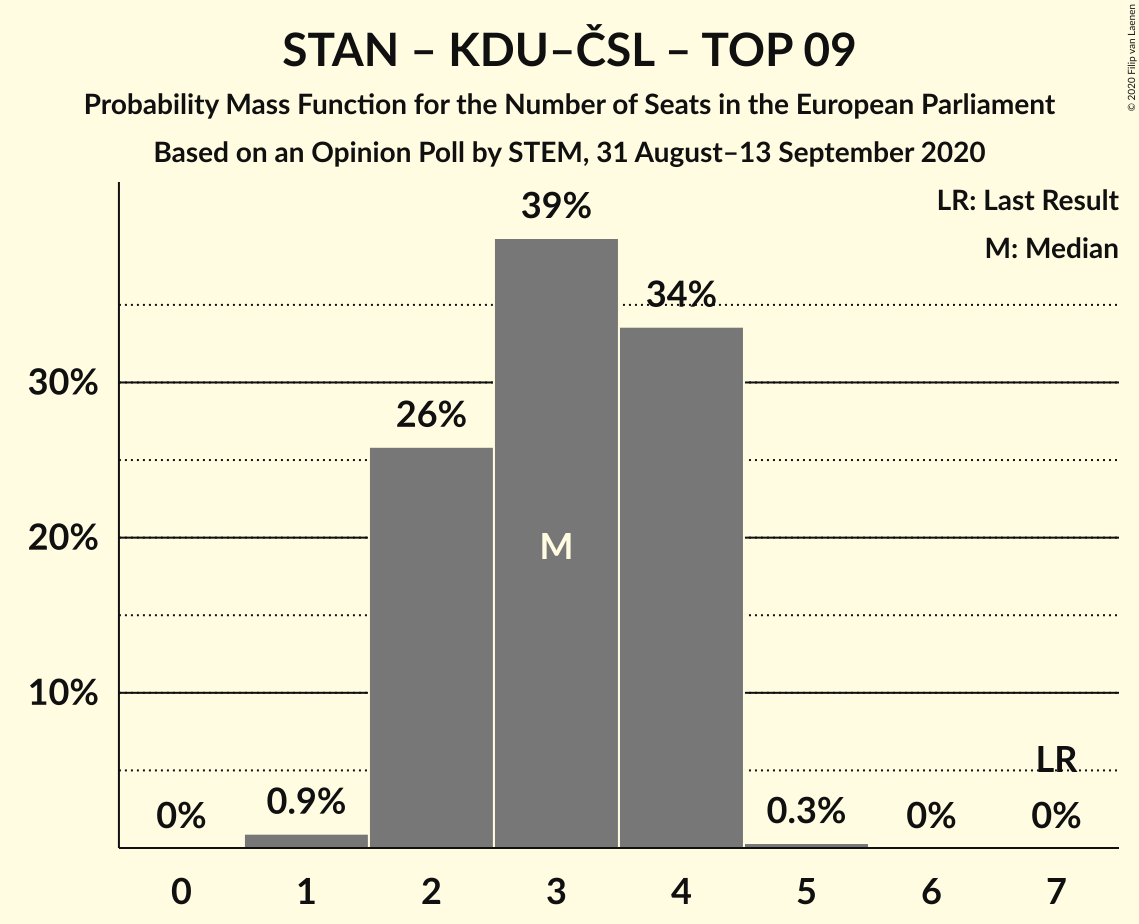 STAN – KDU–ČSL – TOP 09
Probability Mass Function for the Number of Seats in the European Parliament
Based on an Opinion Poll by STEM, 31 August–13 September 2020
© 2020 Filip van Laenen
LR: Last Result
M: Median
39%
34%
30%
26%
20%
M
10%
LR
0%
0.9%
0.3%
0%
0%
0 1 2 3 4 5 6 7